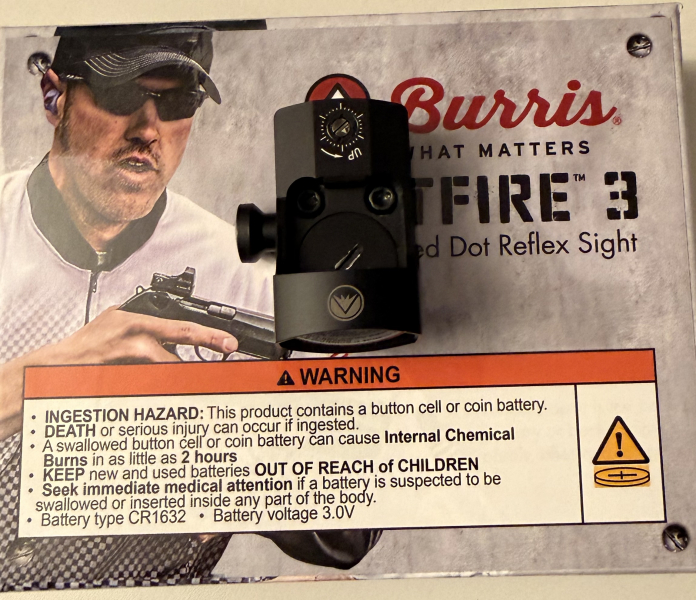 Burris®
WHAT MATTERS
TFIRE™ 3
ed Dot Reflex Sight
UP
⚠ WARNING
• INGESTION HAZARD: This product contains a button cell or coin battery.
• DEATH or serious injury can occur if ingested.
• A swallowed button cell or coin battery can cause Internal Chemical
Burns in as little as 2 hours
• KEEP new and used batteries OUT OF REACH of CHILDREN
• Seek immediate medical attention if a battery is suspected to be
swallowed or inserted inside any part of the body.
• Battery type CR1632 • Battery voltage 3.0V